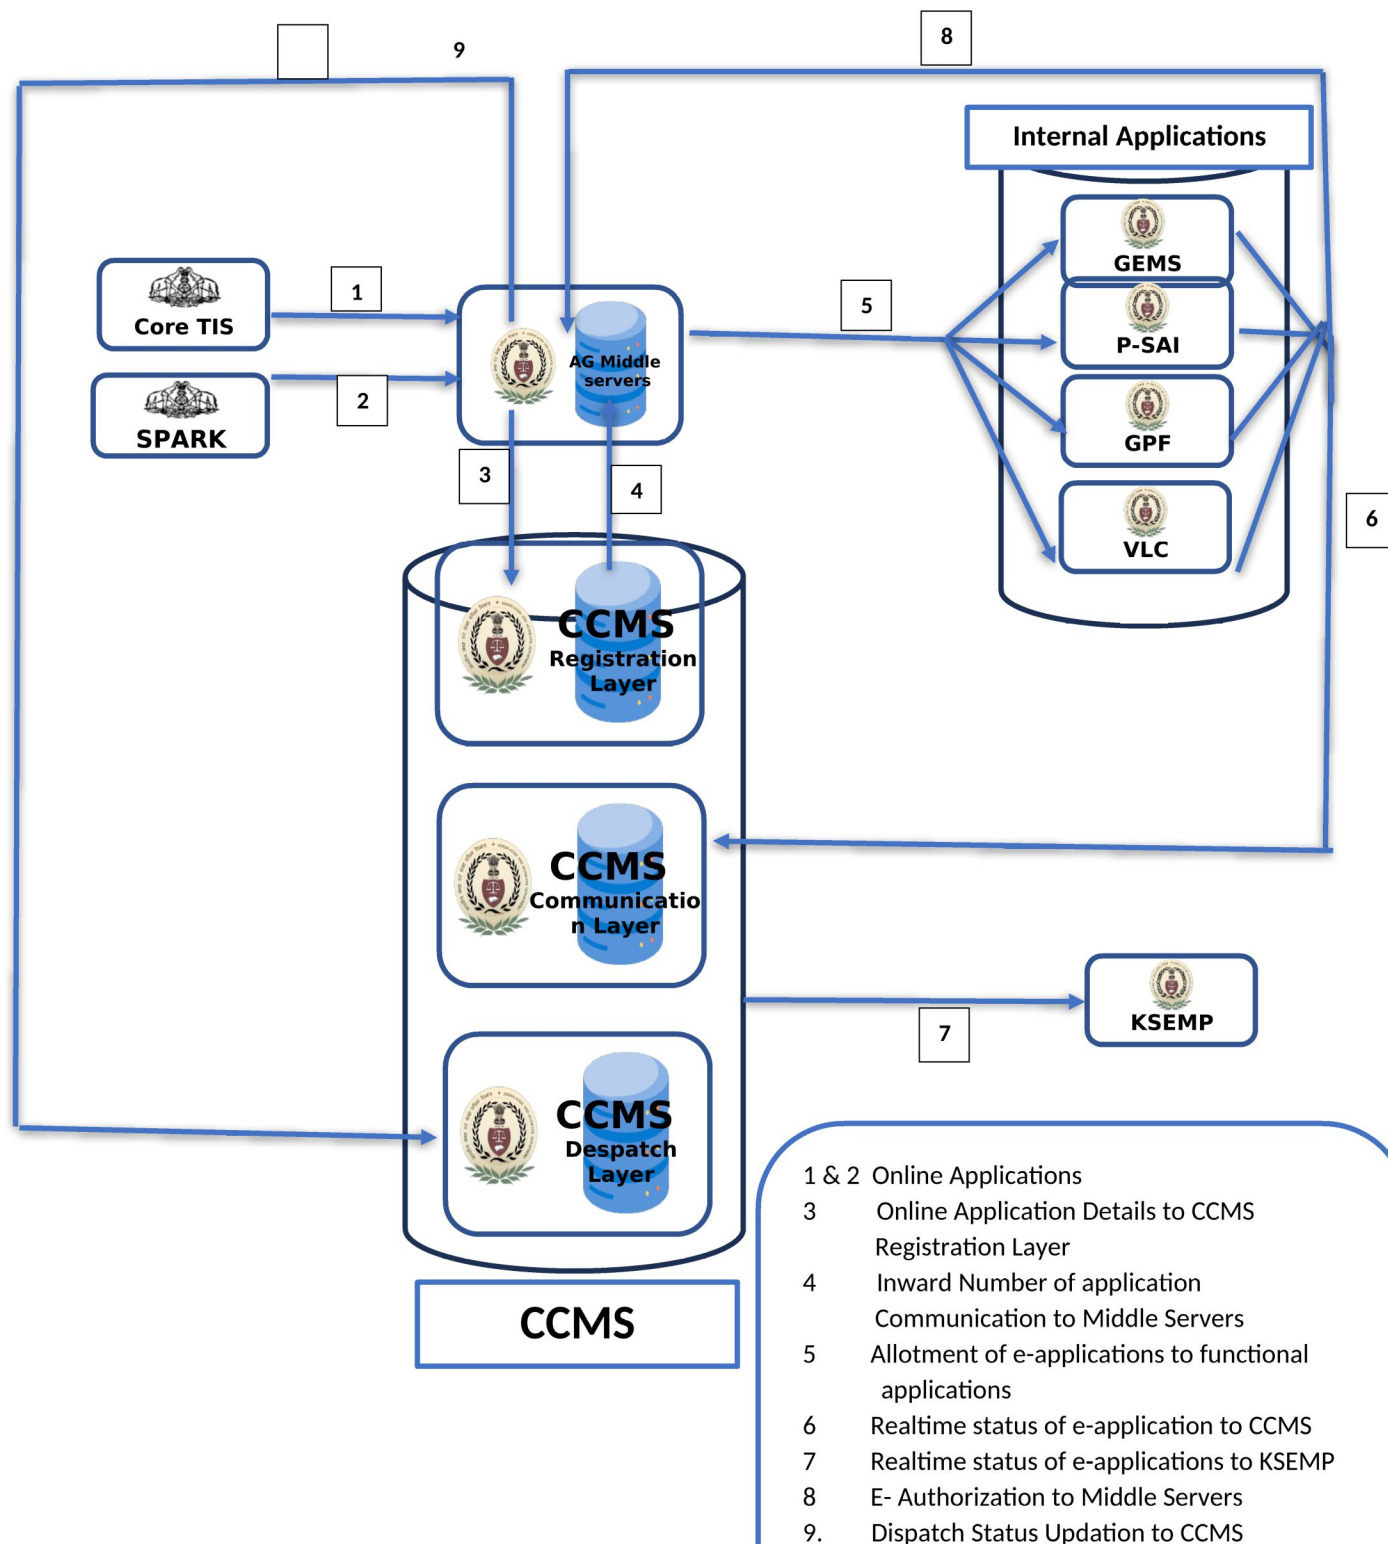 9
8
Internal Applications
GEMS
1
5
Core TIS
P-SAI
AG Middle
servers
2
SPARK
GPF
3
4
6
VLC
CCMS
Registration
Layer
CCMS
Communicatio
n Layer
KSEMP
7
CCMS
Despatch
Layer
1 & 2 Online Applications
3 Online Application Details to CCMS
Registration Layer
4 Inward Number of application
Communication to Middle Servers
5 Allotment of e-applications to functional
applications
6 Realtime status of e-application to CCMS
7 Realtime status of e-applications to KSEMP
8 E- Authorization to Middle Servers
9. Dispatch Status Updation to CCMS
CCMS